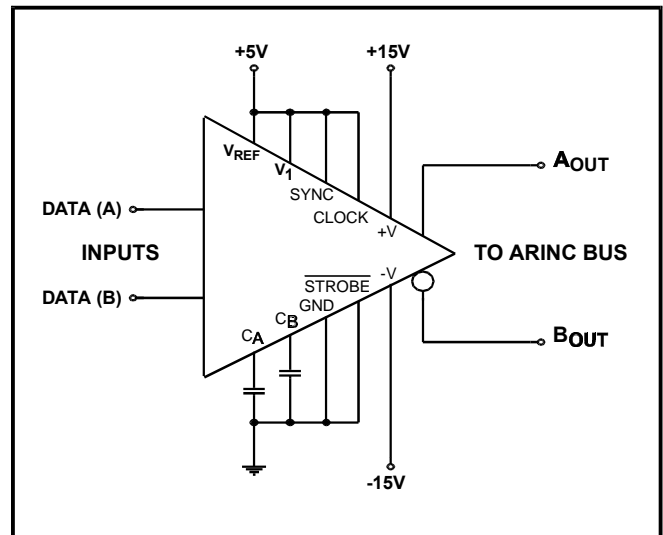 +5V
+15V
VREF
V1
SYNC
CLOCK
+V
AOUT
DATA (A)
INPUTS
TO ARINC BUS
DATA (B)
-V
STROBE
GND
CB
CA
BOUT
-15V